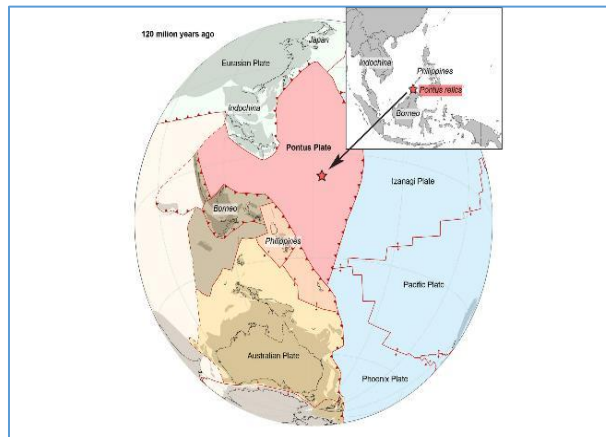 120 milion years ago
Japan
Eurasian Plate
Indochina
Pontus Plate
Izanagi Plate
Borneo
Philippines
Pacific Plate
Australian Plate
Phoenix Plate
Indochina
Philippines
Pontus relics
Borneo